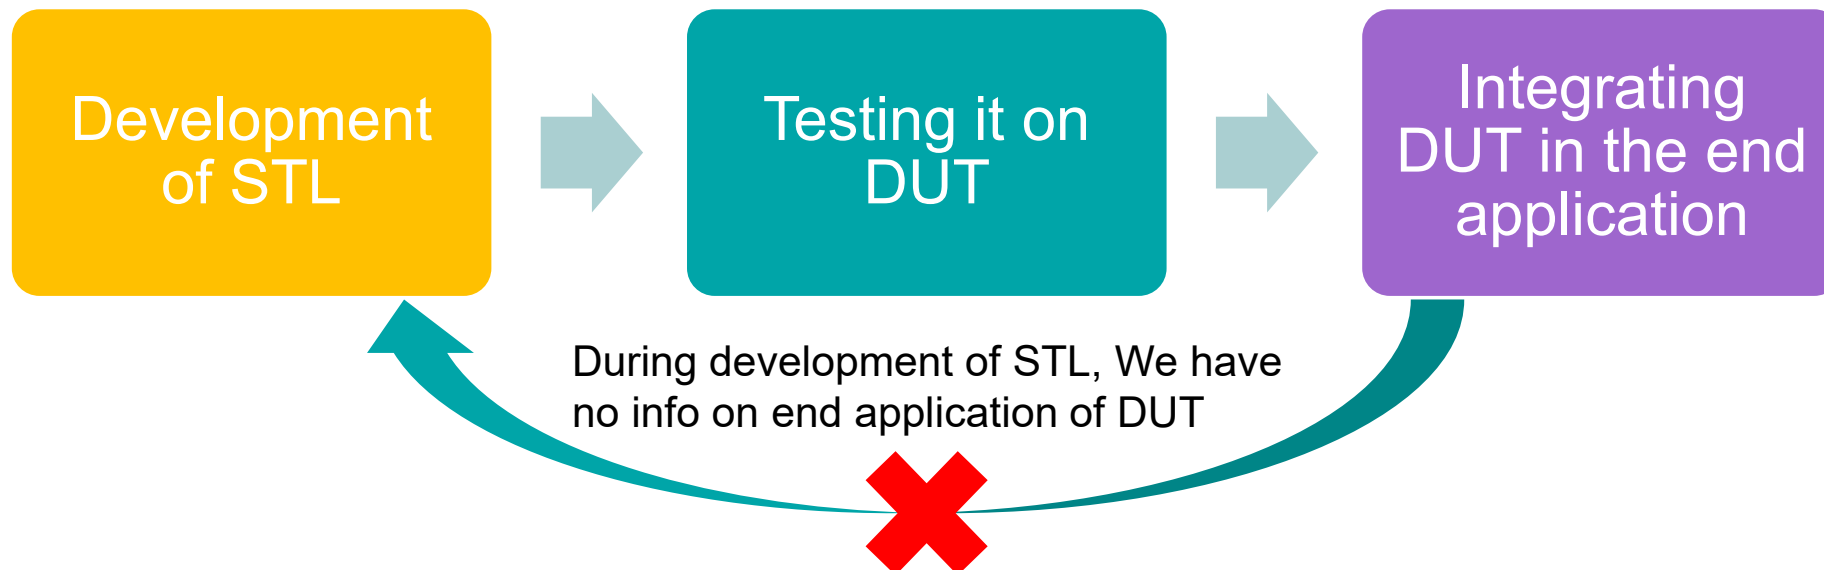 Development
of STL
Testing it on
DUT
Integrating
DUT in the end
application
During development of STL, We have
no info on end application of DUT